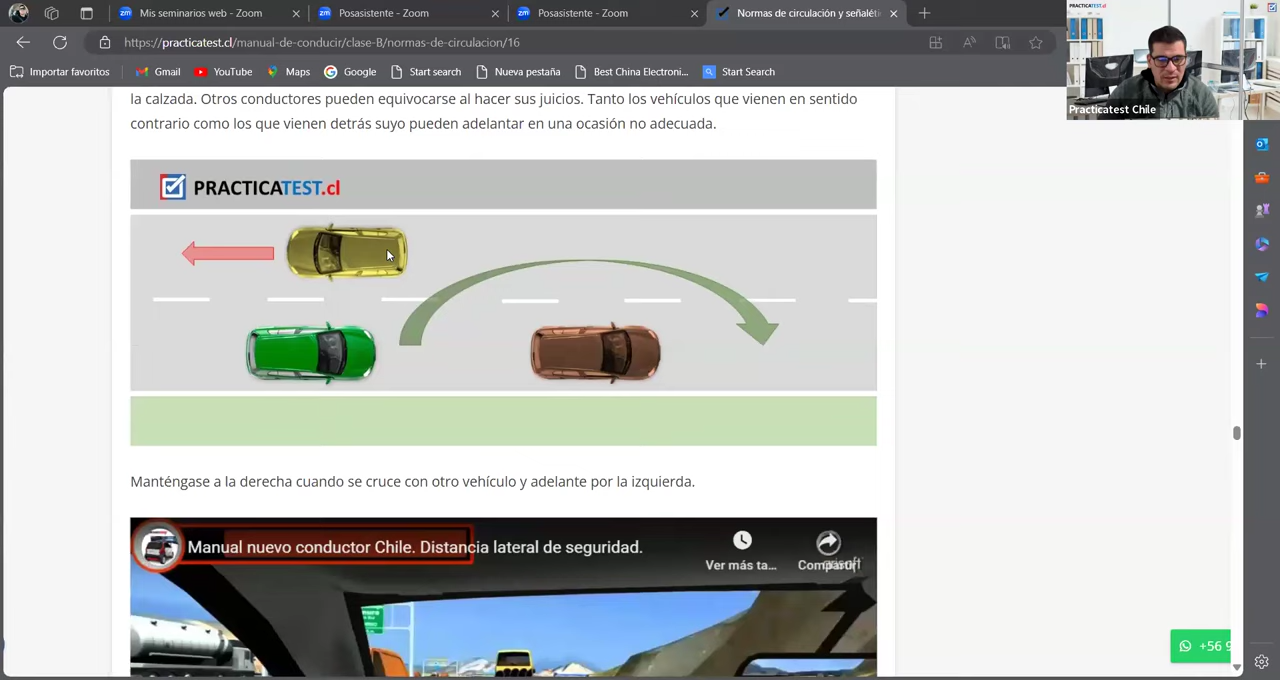 Mis seminarios web - Zoom
Posasistente - Zoom
Posasistente - Zoom
Normas de circulación y señaléti
https://practicatest.cl/manual-de-conducir/clase-B/normas-de-circulacion/16
Importar favoritos
Gmail
YouTube
Maps
Google
Start search
Nueva pestaña
Best China Electroni...
Start Search
PRACTICATEST.cl
Practicatest Chile
la calzada. Otros conductores pueden equivocarse al hacer sus juicios. Tanto los vehículos que vienen en sentido
contrario como los que vienen detrás suyo pueden adelantar en una ocasión no adecuada.
PRACTICATEST.cl
Manténgase a la derecha cuando se cruce con otro vehículo y adelante por la izquierda.
Manual nuevo conductor Chile. Distancia lateral de seguridad.
Ver más ta...
Compartir
+56 9